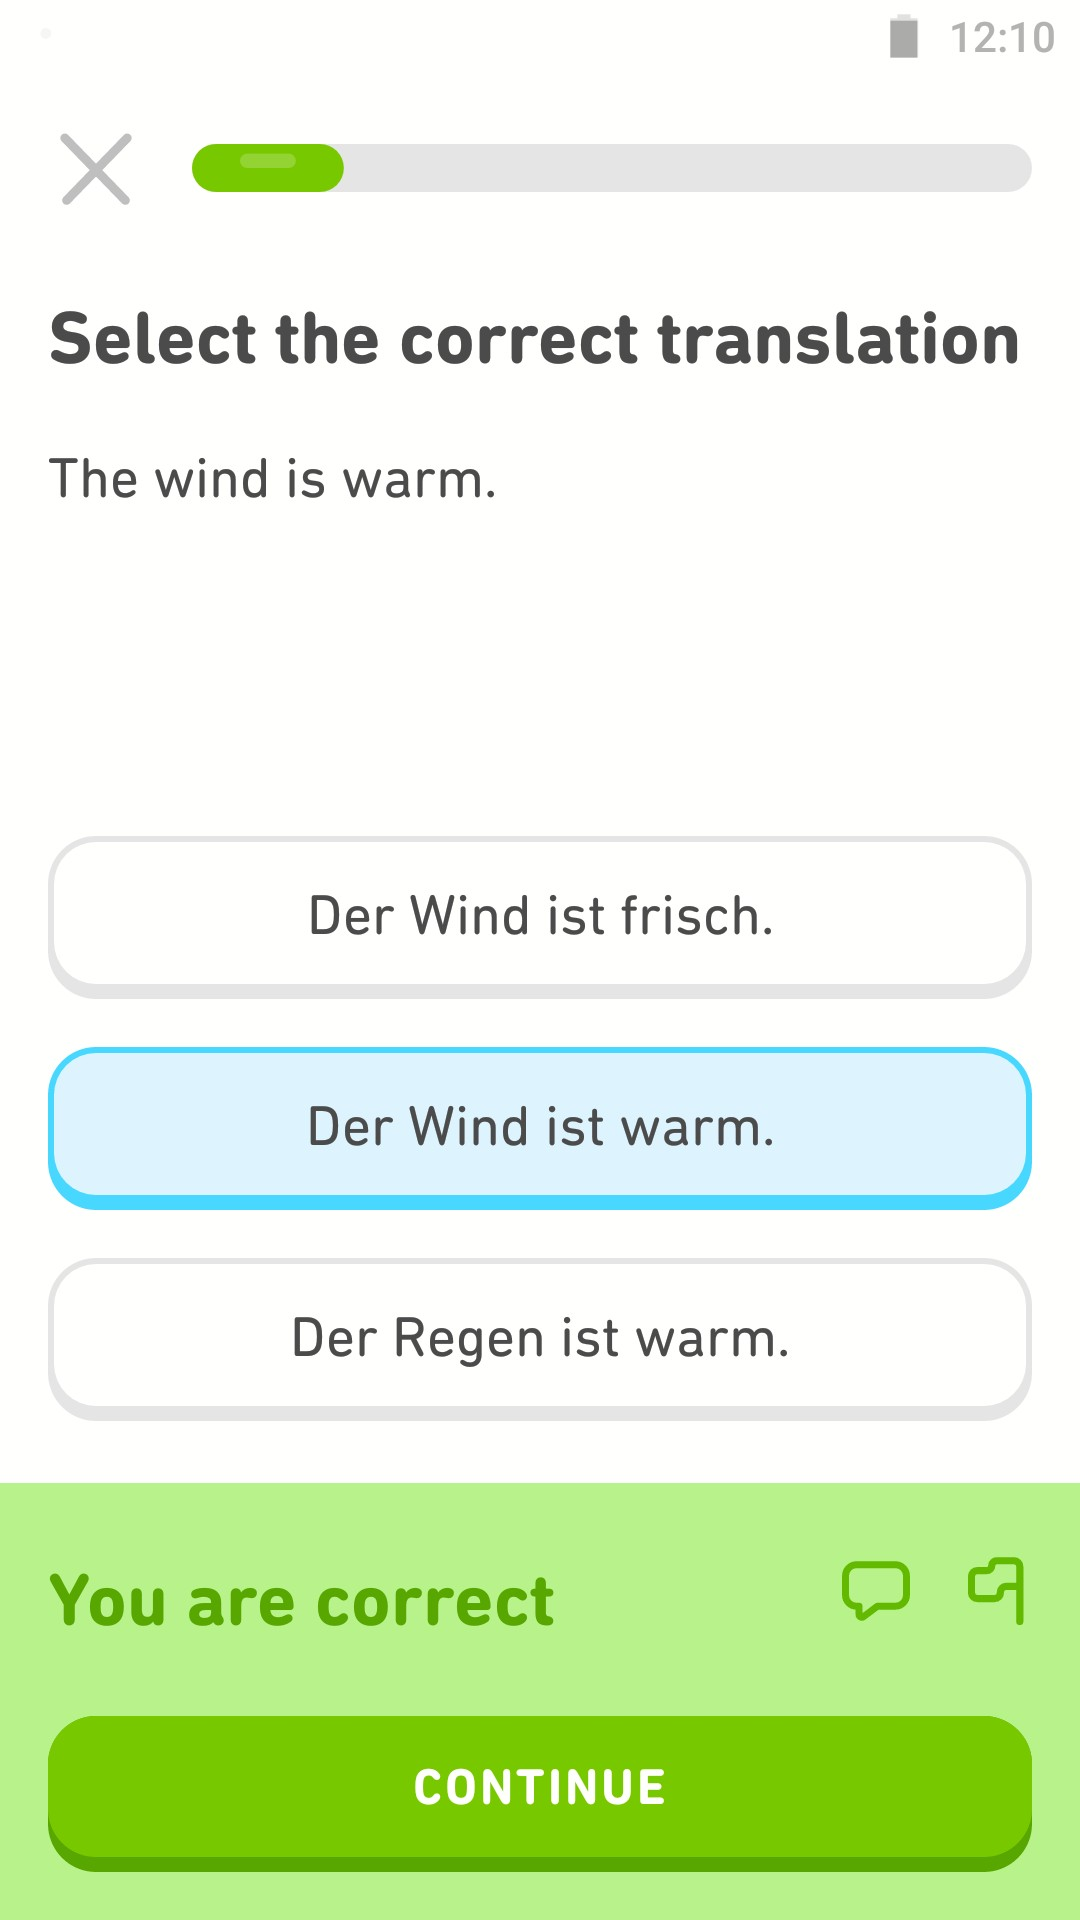 12:10
Select the correct translation
The wind is warm.
Der Wind ist frisch.
Der Wind ist warm.
Der Regen ist warm.
You are correct
CONTINUE